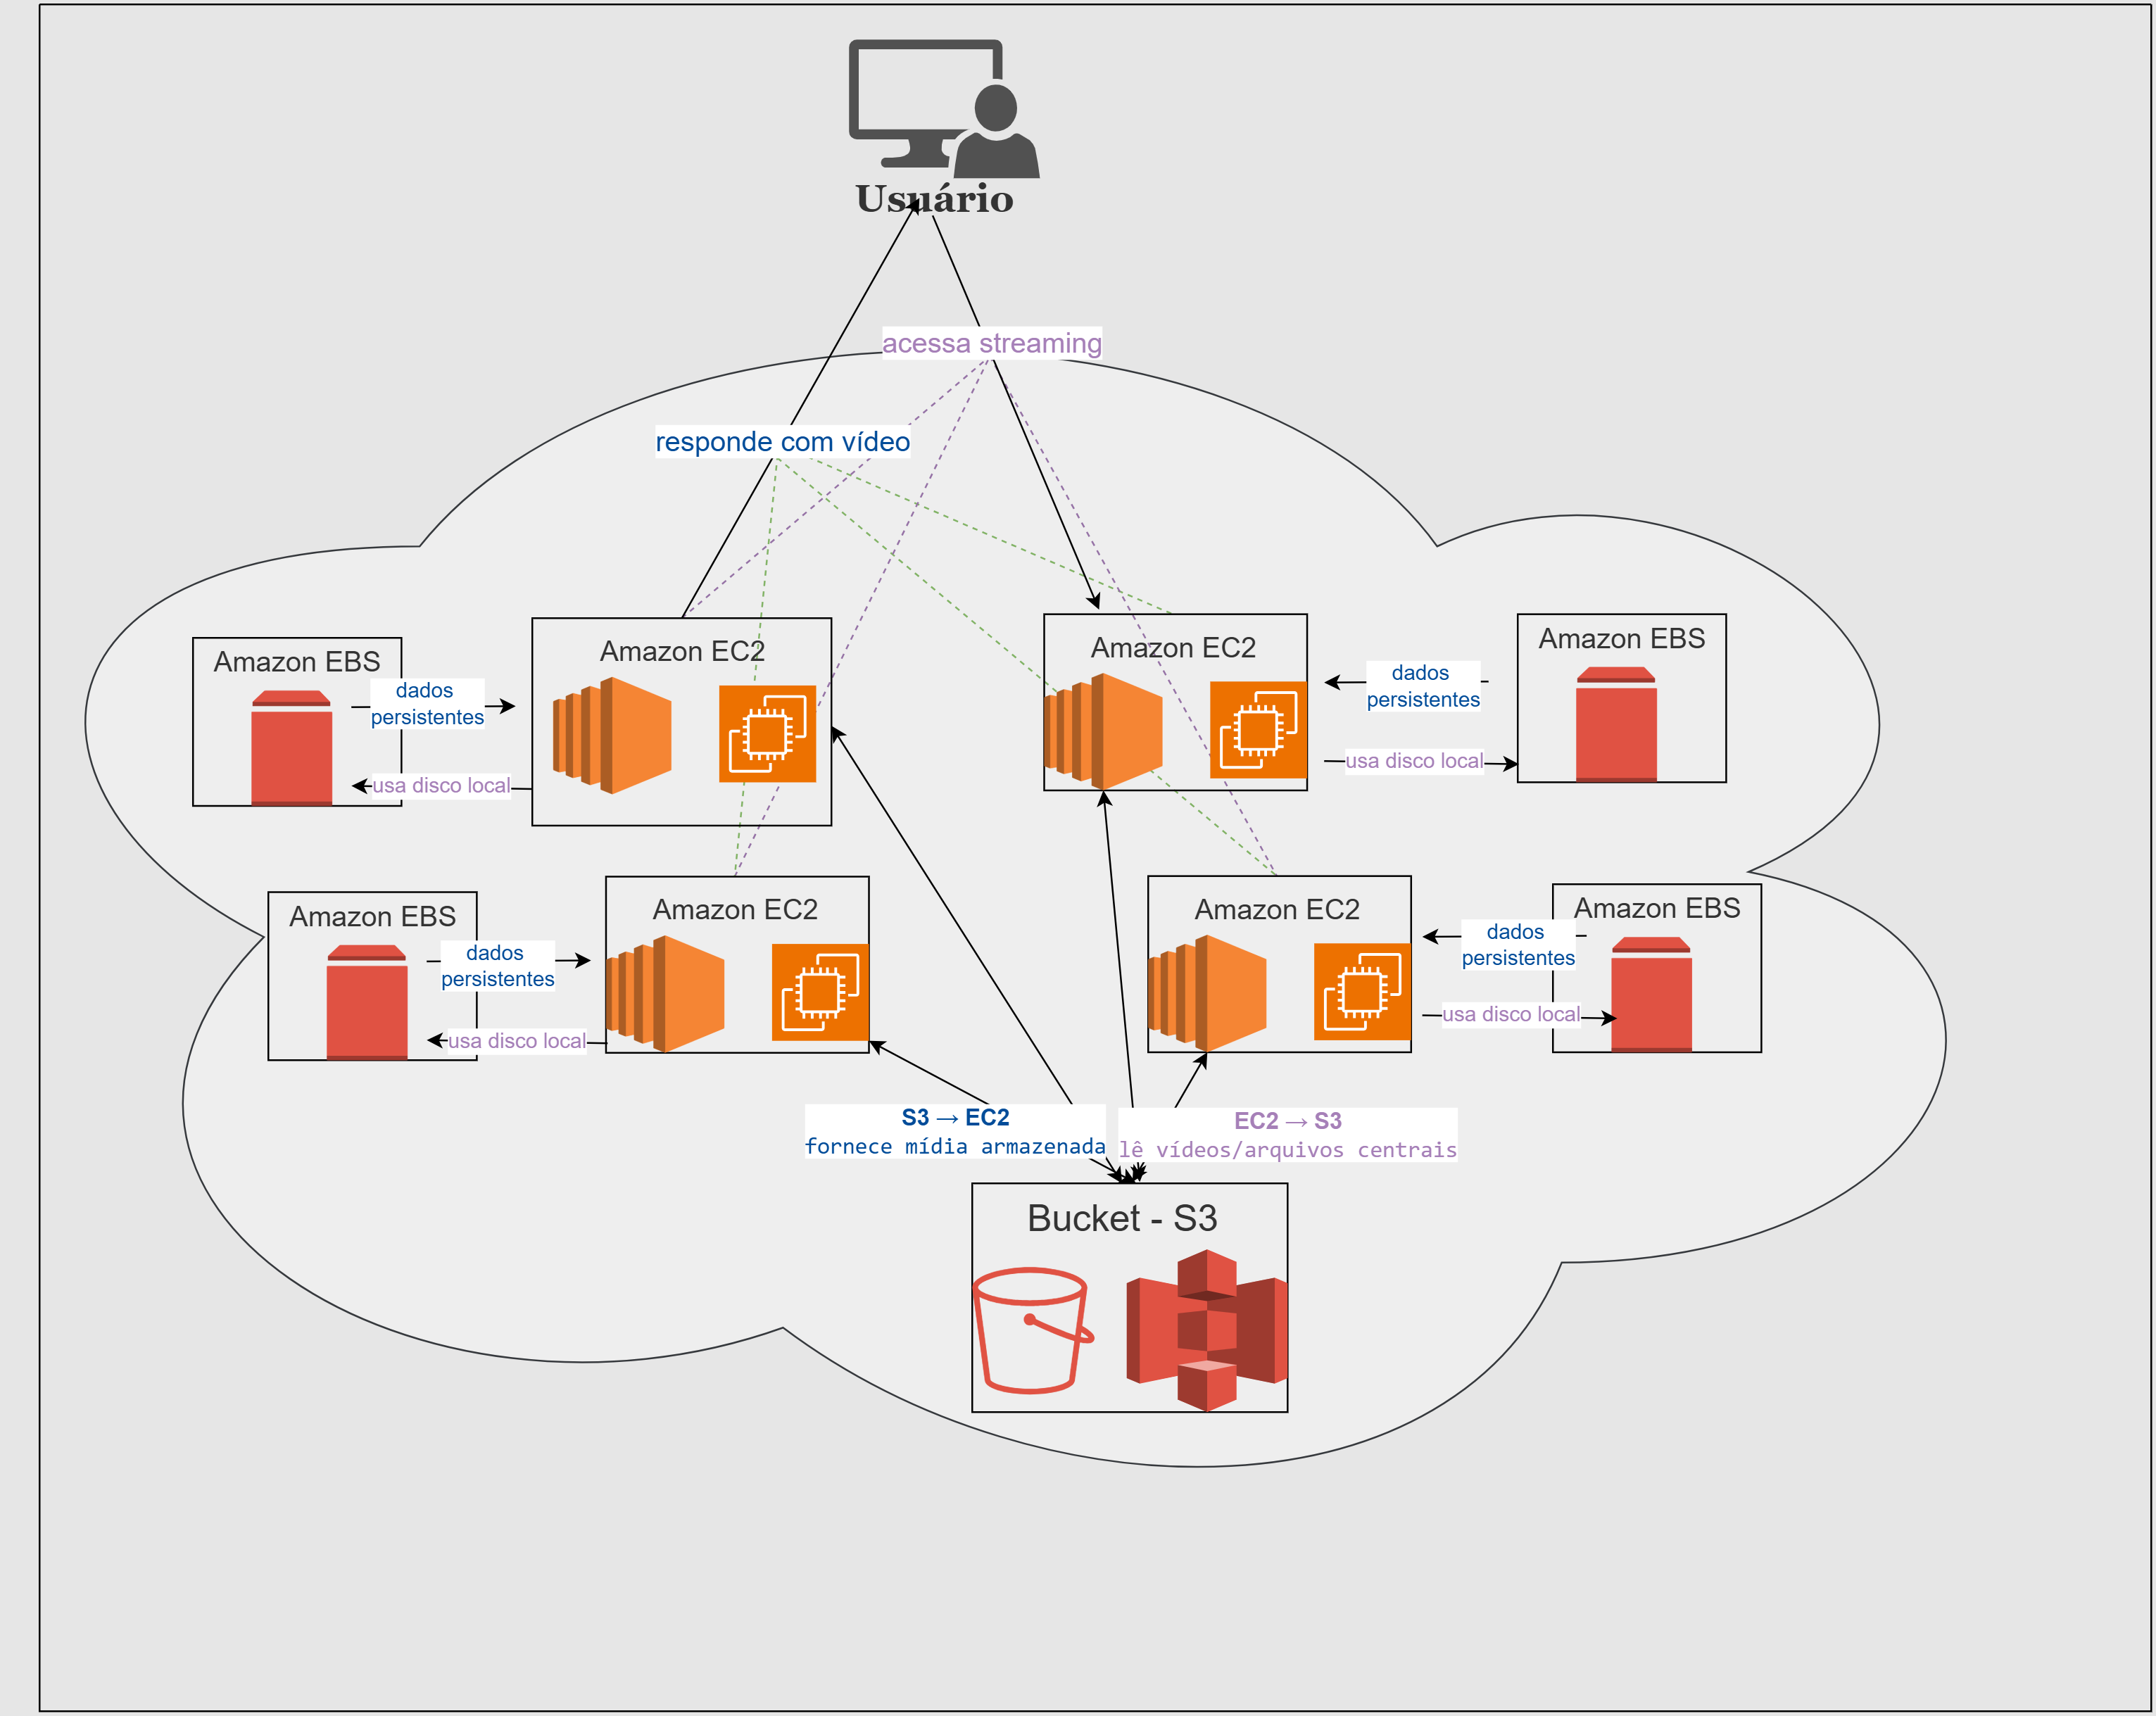 Usuário
acessa streaming
responde com vídeo
Amazon EBS
dados
persistentes
usa disco local
Amazon EC2
Amazon EC2
dados
persistentes
usa disco local
Amazon EBS
Amazon EBS
dados
persistentes
usa disco local
Amazon EC2
Amazon EC2
dados
persistentes
usa disco local
Amazon EBS
S3 → EC2
fornece mídia armazenada
EC2 → S3
lê vídeos/arquivos centrais
Bucket - S3